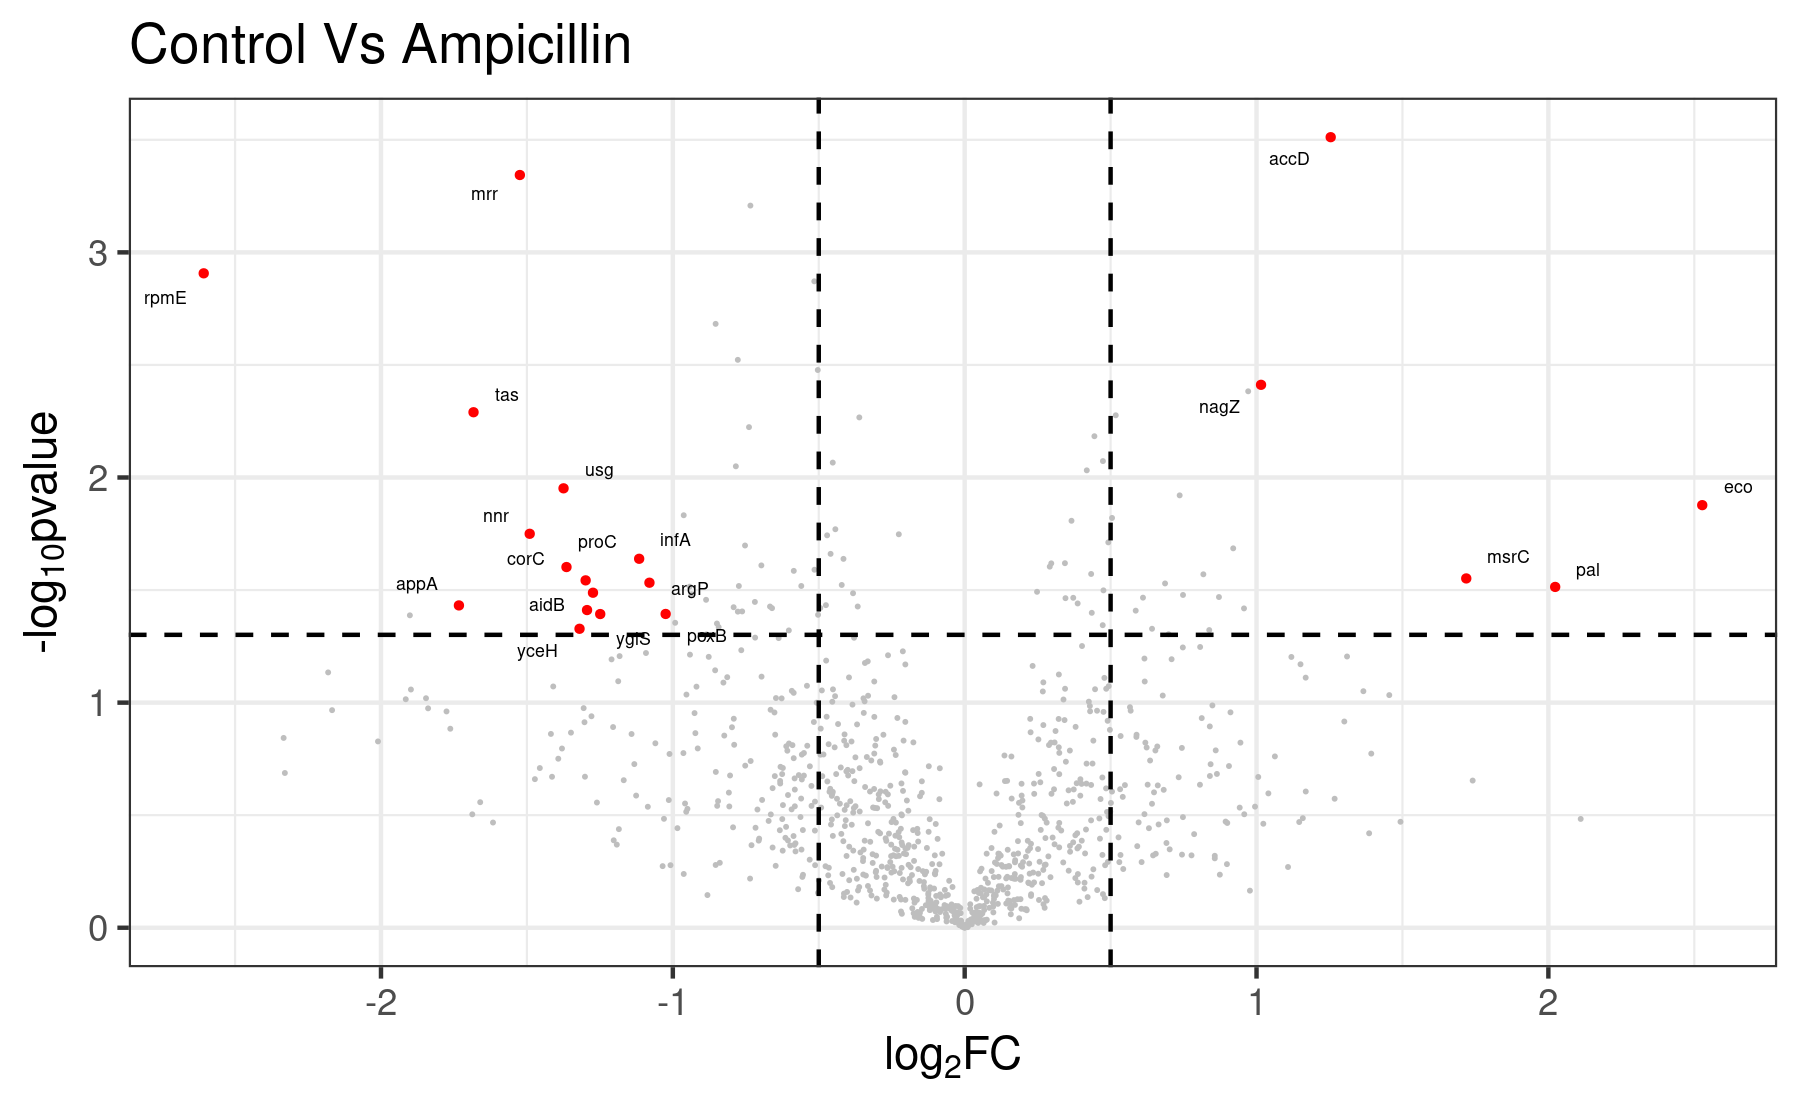 Control Vs Ampicillin
accD
mrr
3
rpmE
tas
nagZ
usg
2
eco
nnr
proC
infA
corC
msrC
pal
appA
argP
aidB
-log10pvalue
ygfS
poxB
yceH
1
0
-2
-1
0
1
2
log2FC